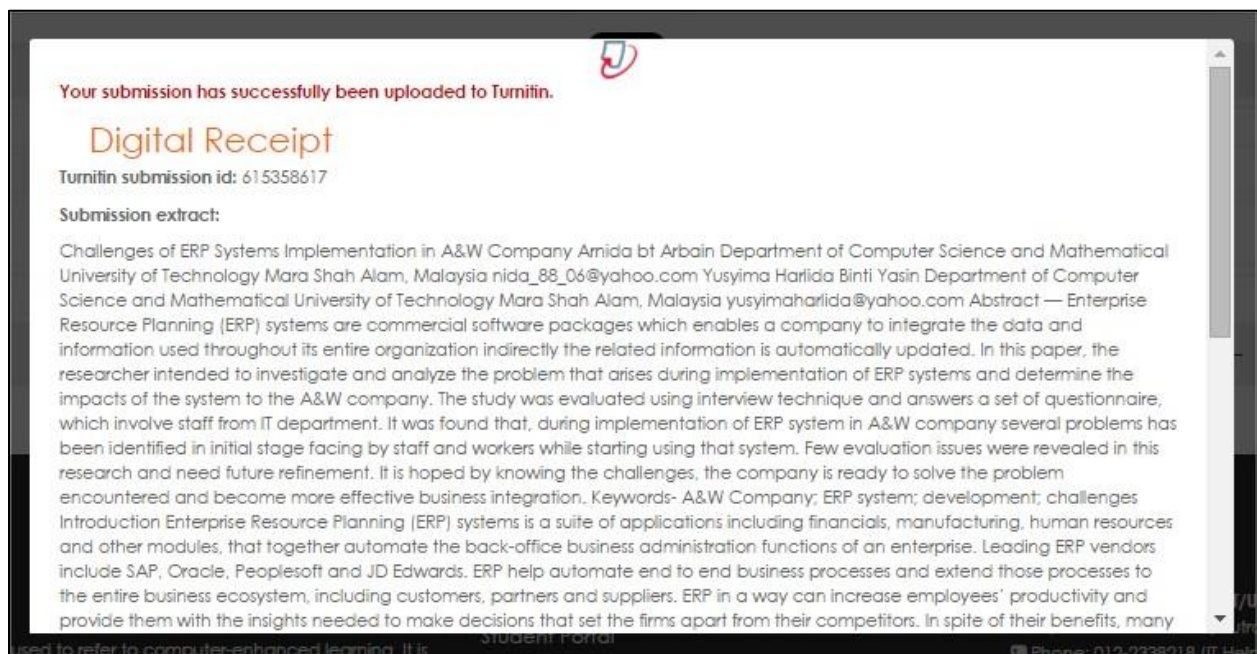 Your submission has successfully been uploaded to Turnitin.
Digital Receipt
Turnitin submission id: 615358617
Submission extract:
Challenges of ERP Systems Implementation in A&W Company Arnida bt Arbain Department of Computer Science and Mathematical
University of Technology Mara Shah Alam, Malaysia nida_88_06@yahoo.com Yusyima Harlida Binti Yasin Department of Computer
Science and Mathematical University of Technology Mara Shah Alam, Malaysia yusyimaharlida@yahoo.com Abstract — Enterprise
Resource Planning (ERP) systems are commercial software packages which enables a company to integrate the data and
information used throughout its entire organization indirectly the related information is automatically updated. In this paper, the
researcher intended to investigate and analyze the problem that arises during implementation of ERP systems and determine the
impacts of the system to the A&W company. The study was evaluated using interview technique and answers a set of questionnaire,
which involve staff from IT department. It was found that, during implementation of ERP system in A&W company several problems has
been identified in initial stage facing by staff and workers while starting using that system. Few evaluation issues were revealed in this
research and need future refinement. It is hoped by knowing the challenges, the company is ready to solve the problem
encountered and become more effective business integration. Keywords- A&W Company; ERP system; development; challenges
Introduction Enterprise Resource Planning (ERP) systems is a suite of applications including financials, manufacturing, human resources
and other modules, that together automate the back-office business administration functions of an enterprise. Leading ERP vendors
include SAP, Oracle, Peoplesoft and JD Edwards. ERP help automate end to end business processes and extend those processes to
the entire business ecosystem, including customers, partners and suppliers. ERP in a way can increase employees' productivity and
provide them with the insights needed to make decisions that set the firms apart from their competitors. In spite of their benefits, many
Student Portal
used to refer to computer-enhanced learning. It is
Phone: 012-2338218 (IT Hel